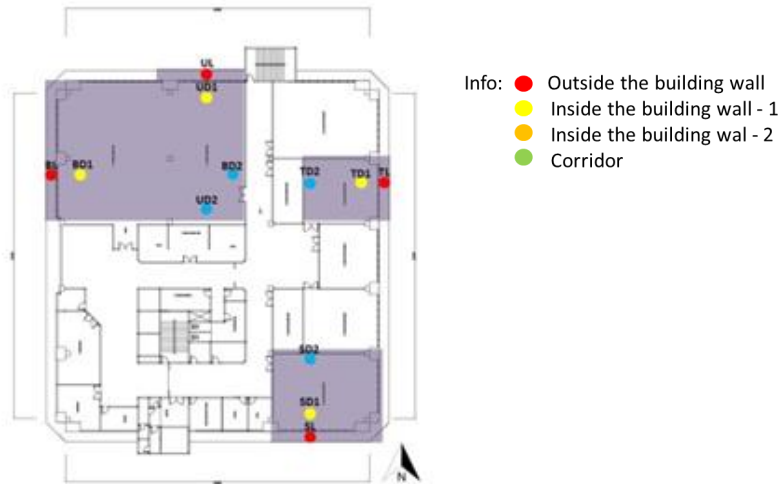 UL
UD1
BL
BD1
BD2
UD2
TD2
TD1
TL
SD2
SD1
SL
N
Info:
Outside the building wall
Inside the building wall - 1
Inside the building wal - 2
Corridor